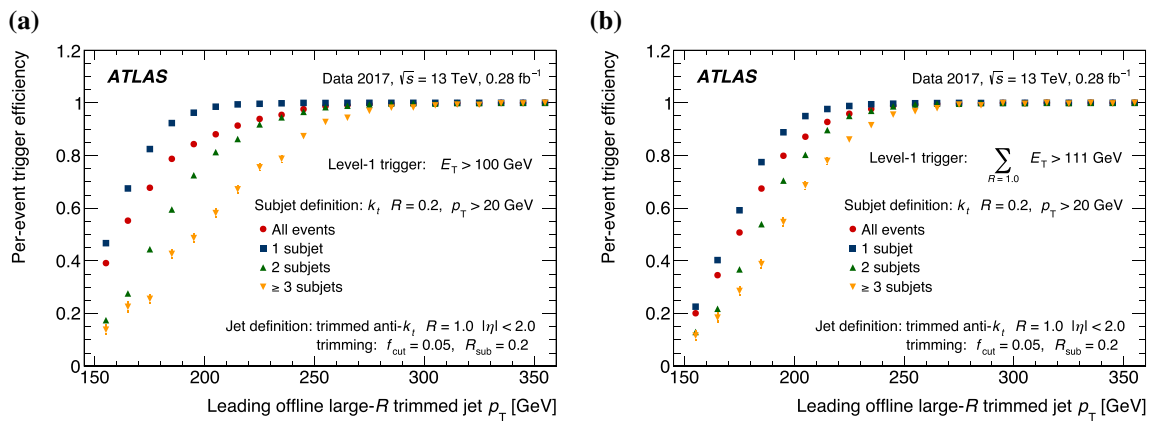 (a)
Per-event trigger efficiency
1.2
1
0.8
0.6
0.4
0.2
0
ATLAS
Data 2017, √s = 13 TeV, 0.28 fb⁻¹
Level-1 trigger: E_T > 100 GeV
Subjet definition: k_t R = 0.2, p_T > 20 GeV
All events
1 subjet
2 subjets
≥ 3 subjets
Jet definition: trimmed anti-k_t R = 1.0 |η| < 2.0
trimming: f_cut = 0.05, R_sub = 0.2
150 200 250 300 350
Leading offline large-R trimmed jet p_T [GeV]
(b)
Per-event trigger efficiency
1.2
1
0.8
0.6
0.4
0.2
0
ATLAS
Data 2017, √s = 13 TeV, 0.28 fb⁻¹
Level-1 trigger: ∑_{R = 1.0} E_T > 111 GeV
Subjet definition: k_t R = 0.2, p_T > 20 GeV
All events
1 subjet
2 subjets
≥ 3 subjets
Jet definition: trimmed anti-k_t R = 1.0 |η| < 2.0
trimming: f_cut = 0.05, R_sub = 0.2
150 200 250 300 350
Leading offline large-R trimmed jet p_T [GeV]